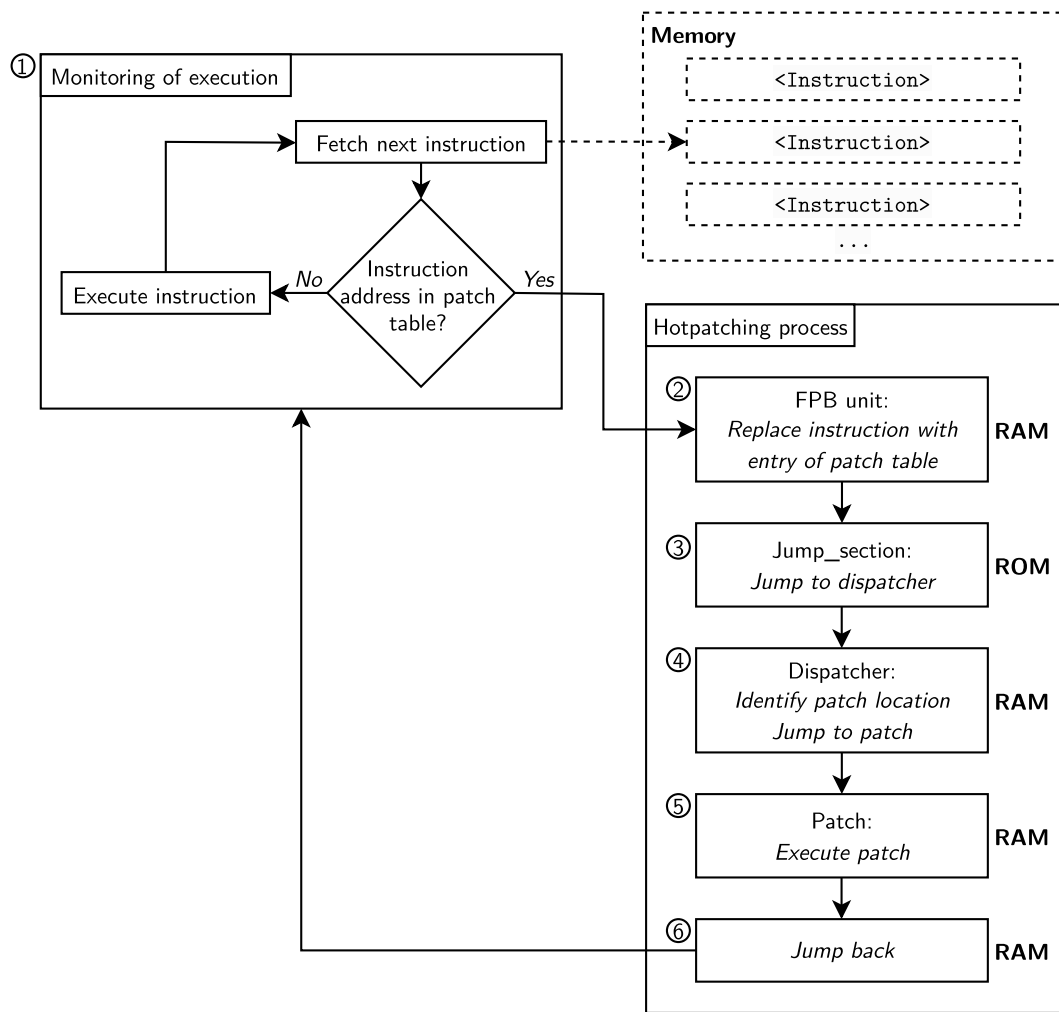 ①
Monitoring of execution
Fetch next instruction
Instruction
address in patch
table?
No
Yes
Execute instruction
Memory
<Instruction>
<Instruction>
<Instruction>
...
Hotpatching process
②
FPB unit:
Replace instruction with
entry of patch table
RAM
③
Jump_section:
Jump to dispatcher
ROM
④
Dispatcher:
Identify patch location
Jump to patch
RAM
⑤
Patch:
Execute patch
RAM
⑥
Jump back
RAM